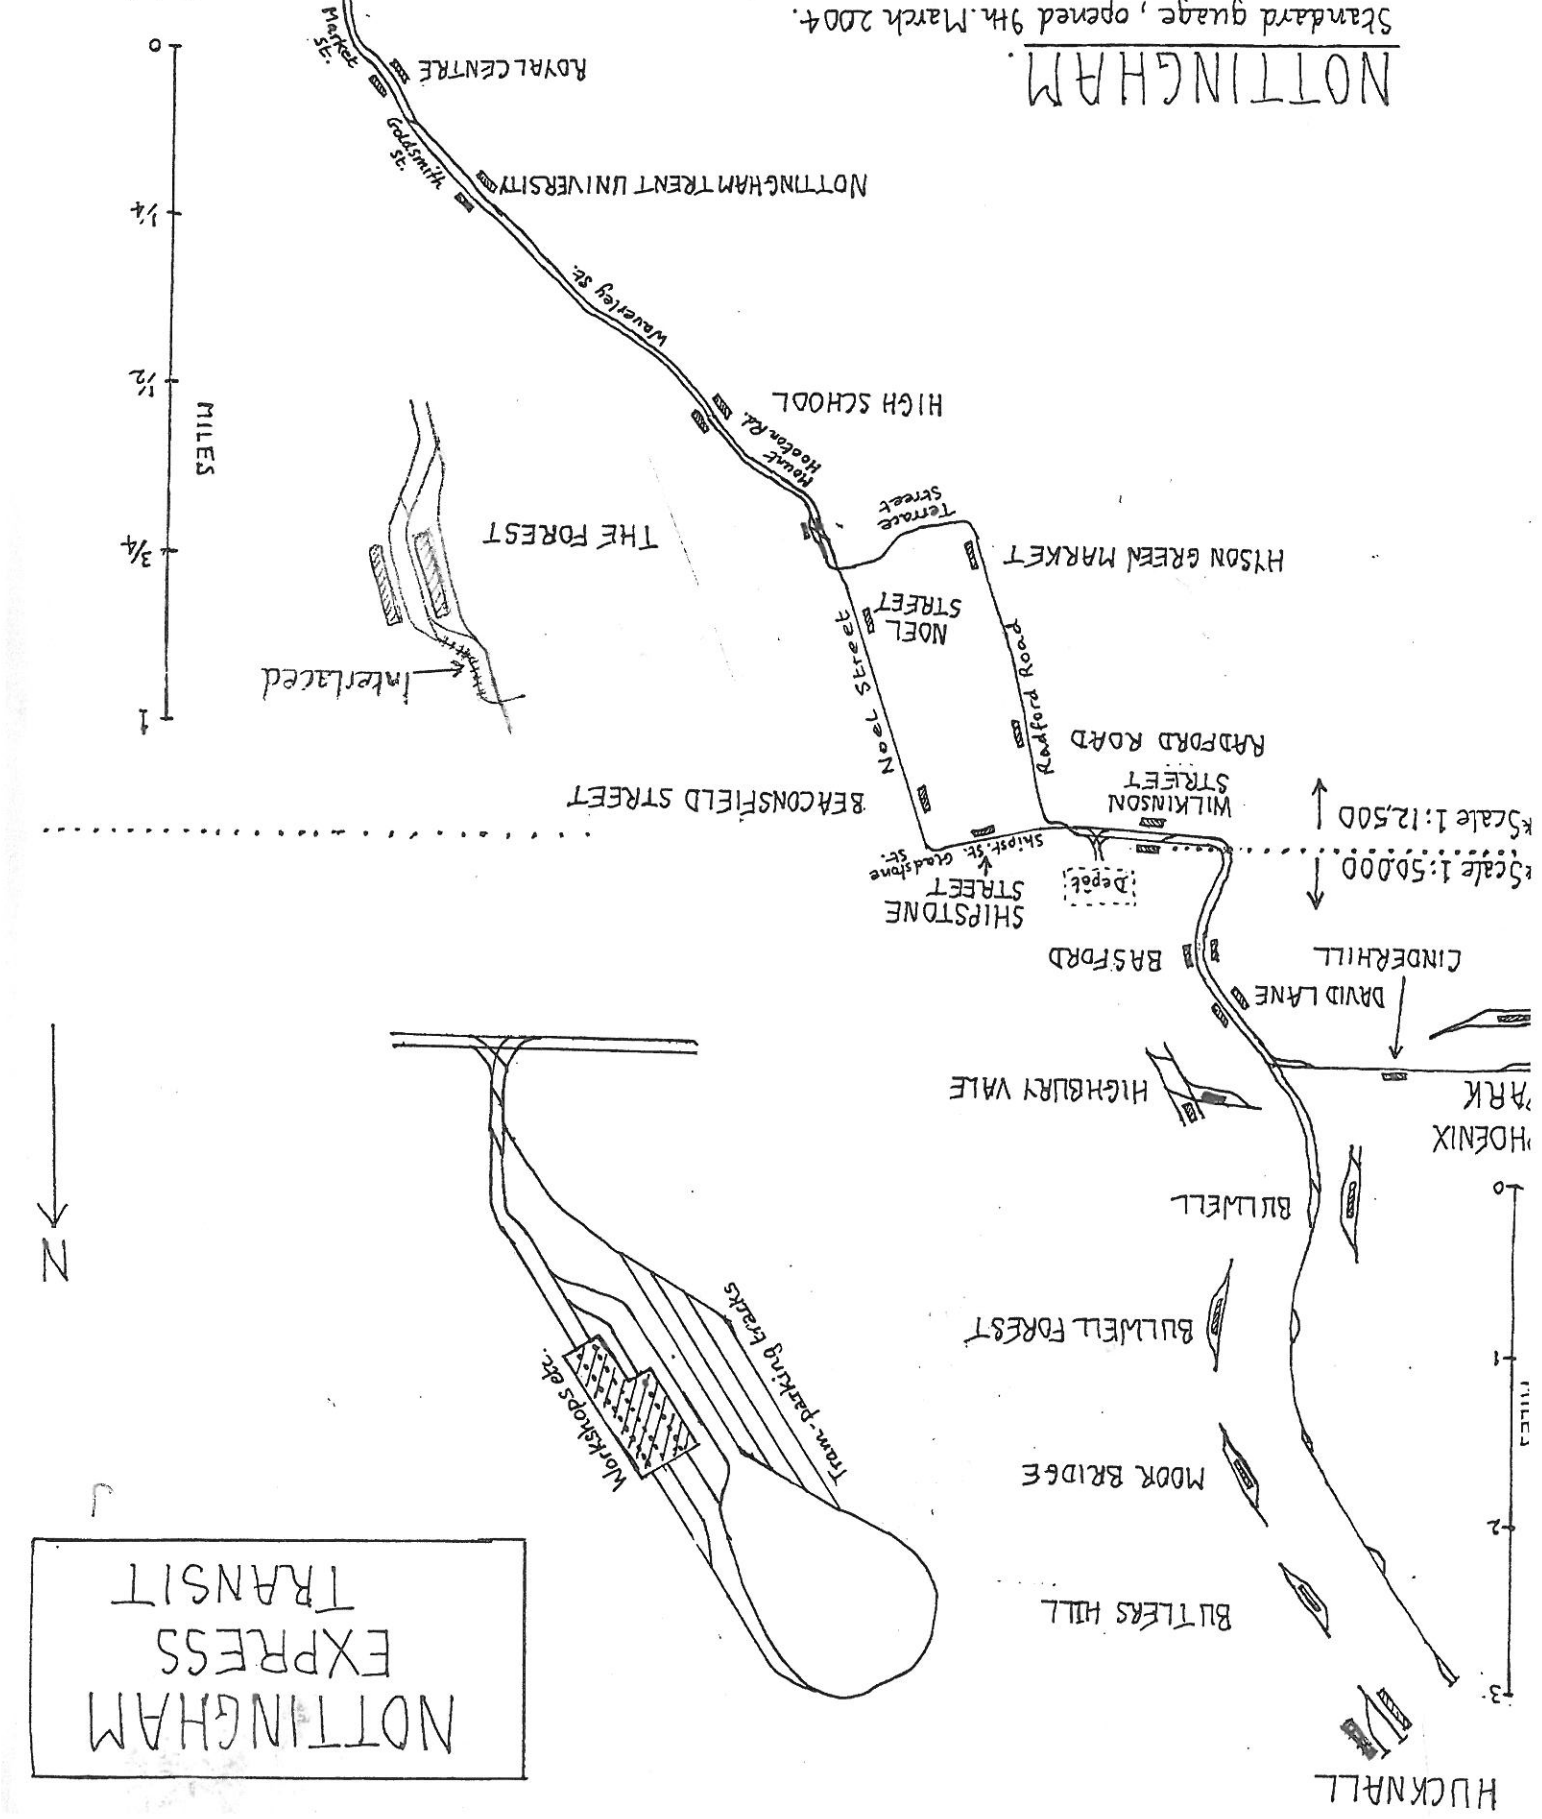 HUCKNALL
NOTTINGHAM
EXPRESS
TRANSIT
BUTLERS HILL
MOOR BRIDGE
BULWELL FOREST
BULWELL
HIGHBURY VALE
PHOENIX
PARK
CINDERHILL
DAVID LANE
BASFORD
MILES
3
2
1
0
Workshops etc.
Tram-parking tracks
N
*Scale 1:50,000
*Scale 1:12,500
Depôt
SHIPSTONE
STREET
Shipst. St.
Gladstone
St.
WILKINSON
STREET
RADFORD ROAD
Radford Road
BEACONSFIELD STREET
Noel Street
NOEL
STREET
HYSON GREEN MARKET
Terrace
Street
THE FOREST
Interlaced
Mount
Hooton Rd.
HIGH SCHOOL
Waverley St.
NOTTINGHAM TRENT UNIVERSITY
Goldsmith
St.
ROYAL CENTRE
Market
St.
MILES
1
3/4
1/2
1/4
0
NOTTINGHAM.
Standard guage, opened 9th. March 2004.